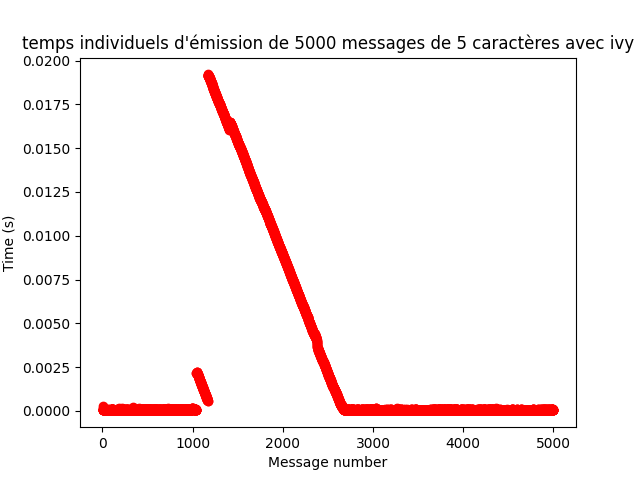 temps individuels d'émission de 5000 messages de 5 caractères avec ivy
0.0200
0.0175
0.0150
0.0125
0.0100
0.0075
0.0050
0.0025
0.0000
Time (s)
0 1000 2000 3000 4000 5000
Message number